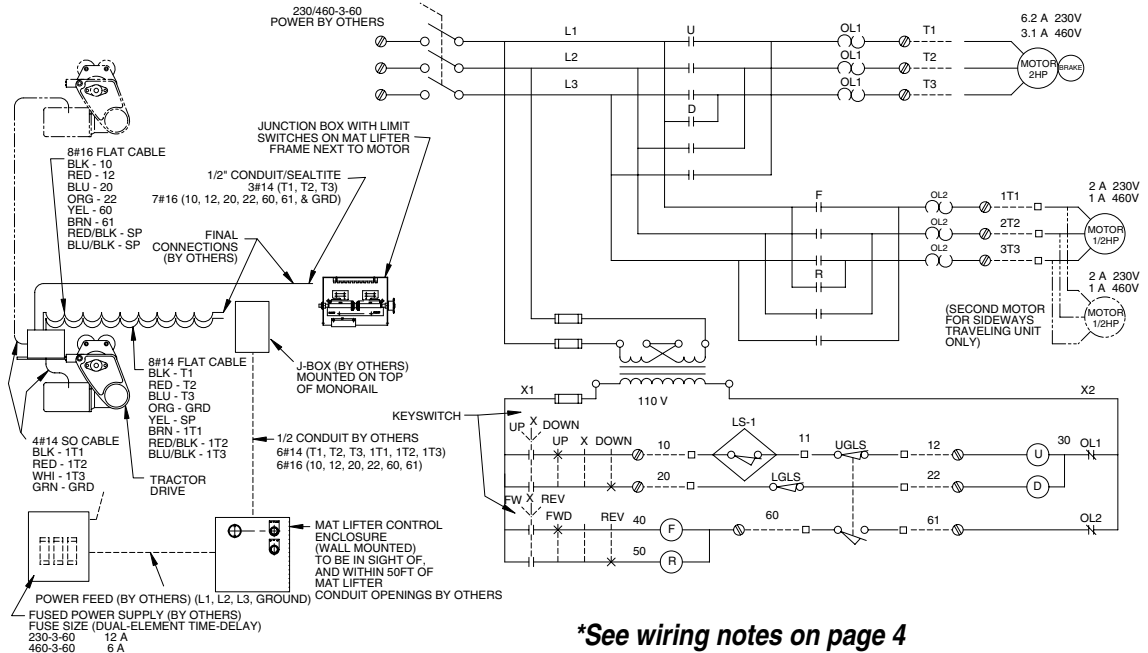 230/460-3-60
POWER BY OTHERS
L1
L2
L3
U
D
OL1
OL1
OL1
T1
T2
T3
6.2 A 230V
3.1 A 460V
MOTOR
2HP
BRAKE
F
R
OL2
OL2
OL2
1T1
2T2
3T3
2 A 230V
1 A 460V
MOTOR
1/2HP
2 A 230V
1 A 460V
MOTOR
1/2HP
(SECOND MOTOR
FOR SIDEWAYS
TRAVELING UNIT
ONLY)
JUNCTION BOX WITH LIMIT
SWITCHES ON MAT LIFTER
FRAME NEXT TO MOTOR
8#16 FLAT CABLE
BLK - 10
RED - 12
BLU - 20
ORG - 22
YEL - 60
BRN - 61
RED/BLK - SP
BLU/BLK - SP
1/2" CONDUIT/SEALTITE
3#14 (T1, T2, T3)
7#16 (10, 12, 20, 22, 60, 61, & GRD)
FINAL
CONNECTIONS
(BY OTHERS)
J-BOX (BY OTHERS)
MOUNTED ON TOP
OF MONORAIL
8#14 FLAT CABLE
BLK - T1
RED - T2
BLU - T3
ORG - GRD
YEL - SP
BRN - 1T1
RED/BLK - 1T2
BLU/BLK - 1T3
4#14 SO CABLE
BLK - 1T1
RED - 1T2
WHI - 1T3
GRN - GRD
TRACTOR
DRIVE
1/2 CONDUIT BY OTHERS
6#14 (T1, T2, T3, 1T1, 1T2, 1T3)
6#16 (10, 12, 20, 22, 60, 61)
MAT LIFTER CONTROL
ENCLOSURE
(WALL MOUNTED)
TO BE IN SIGHT OF,
AND WITHIN 50FT OF
MAT LIFTER
CONDUIT OPENINGS BY OTHERS
POWER FEED (BY OTHERS) (L1, L2, L3, GROUND)
FUSED POWER SUPPLY (BY OTHERS)
FUSE SIZE (DUAL-ELEMENT TIME-DELAY)
230-3-60 12 A
460-3-60 6 A
X1
110 V
X2
KEYSWITCH
UP X DOWN
UP X DOWN
10
LS-1
11
UGLS
12
U
30
OL1
20
LGLS
22
D
FW X REV
FWD REV
40
F
60
61
OL2
50
R
*See wiring notes on page 4